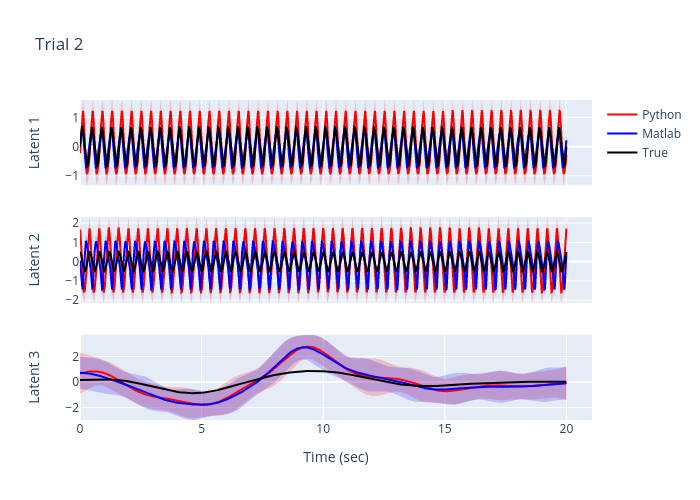 Trial 2
Python
Matlab
True
Latent 1
1
0
−1
Latent 2
2
1
0
−1
−2
Latent 3
2
0
−2
0 5 10 15 20
Time (sec)